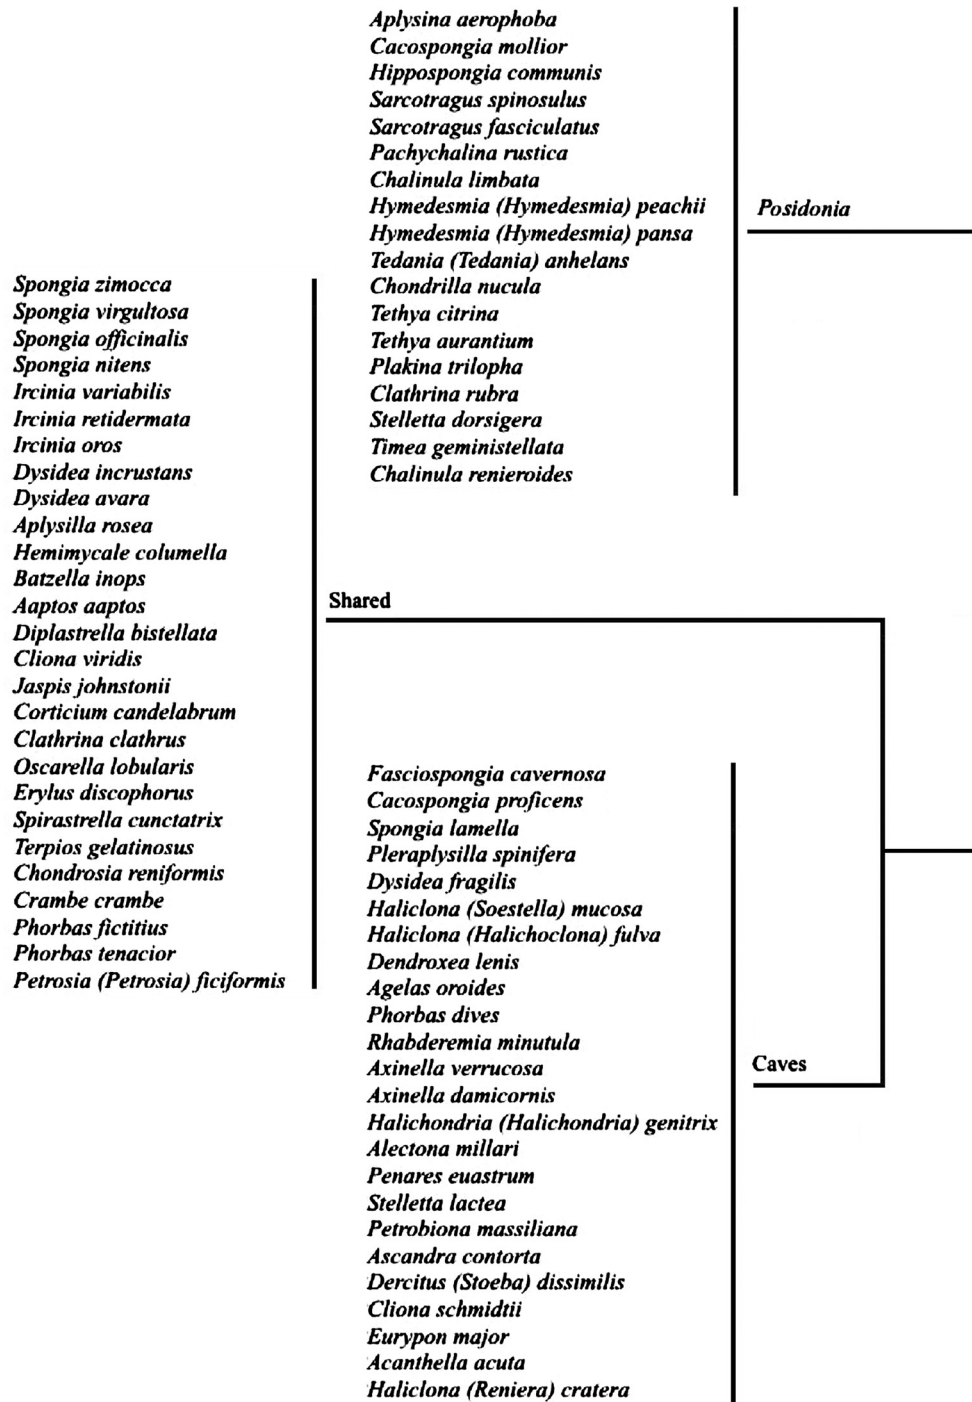 Aplysina aerophoba
Cacospongia mollior
Hippospongia communis
Sarcotragus spinosulus
Sarcotragus fasciculatus
Pachychalina rustica
Chalinula limbata
Hymedesmia (Hymedesmia) peachii
Hymedesmia (Hymedesmia) pansa
Tedania (Tedania) anhelans
Chondrilla nucula
Tethya citrina
Tethya aurantium
Plakina trilopha
Clathrina rubra
Stelletta dorsigera
Timea geministellata
Chalinula renieroides
Posidonia
Spongia zimocca
Spongia virgultosa
Spongia officinalis
Spongia nitens
Ircinia variabilis
Ircinia retidermata
Ircinia oros
Dysidea incrustans
Dysidea avara
Aplysilla rosea
Hemimycale columella
Batzella inops
Aaptos aaptos
Diplastrella bistellata
Cliona viridis
Jaspis johnstonii
Corticium candelabrum
Clathrina clathrus
Oscarella lobularis
Erylus discophorus
Spirastrella cunctatrix
Terpios gelatinosus
Chondrosia reniformis
Crambe crambe
Phorbas fictitius
Phorbas tenacior
Petrosia (Petrosia) ficiformis
Shared
Fasciospongia cavernosa
Cacospongia proficens
Spongia lamella
Pleraplysilla spinifera
Dysidea fragilis
Haliclona (Soestella) mucosa
Haliclona (Halichoclona) fulva
Dendroxea lenis
Agelas oroides
Phorbas dives
Rhabderemia minutula
Axinella verrucosa
Axinella damicornis
Halichondria (Halichondria) genitrix
Alectona millari
Penares euastrum
Stelletta lactea
Petrobiona massiliana
Ascandra contorta
Dercitus (Stoeba) dissimilis
Cliona schmidtii
Eurypon major
Acanthella acuta
Haliclona (Reniera) cratera
Caves